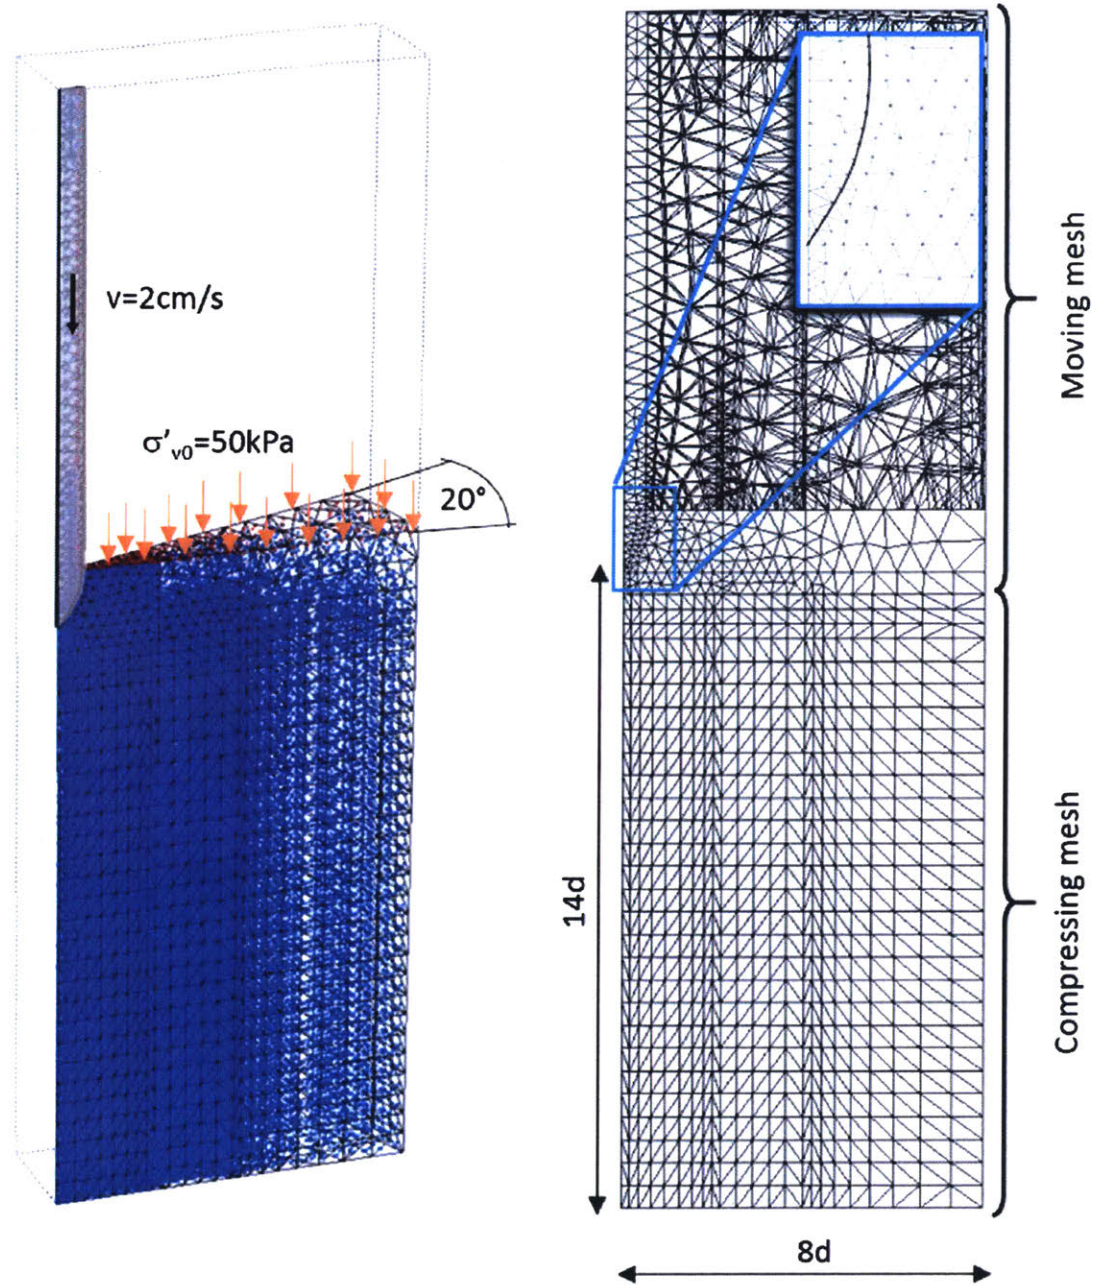 v=2cm/s
σ'v0=50kPa
20°
Moving mesh
14d
Compressing mesh
8d